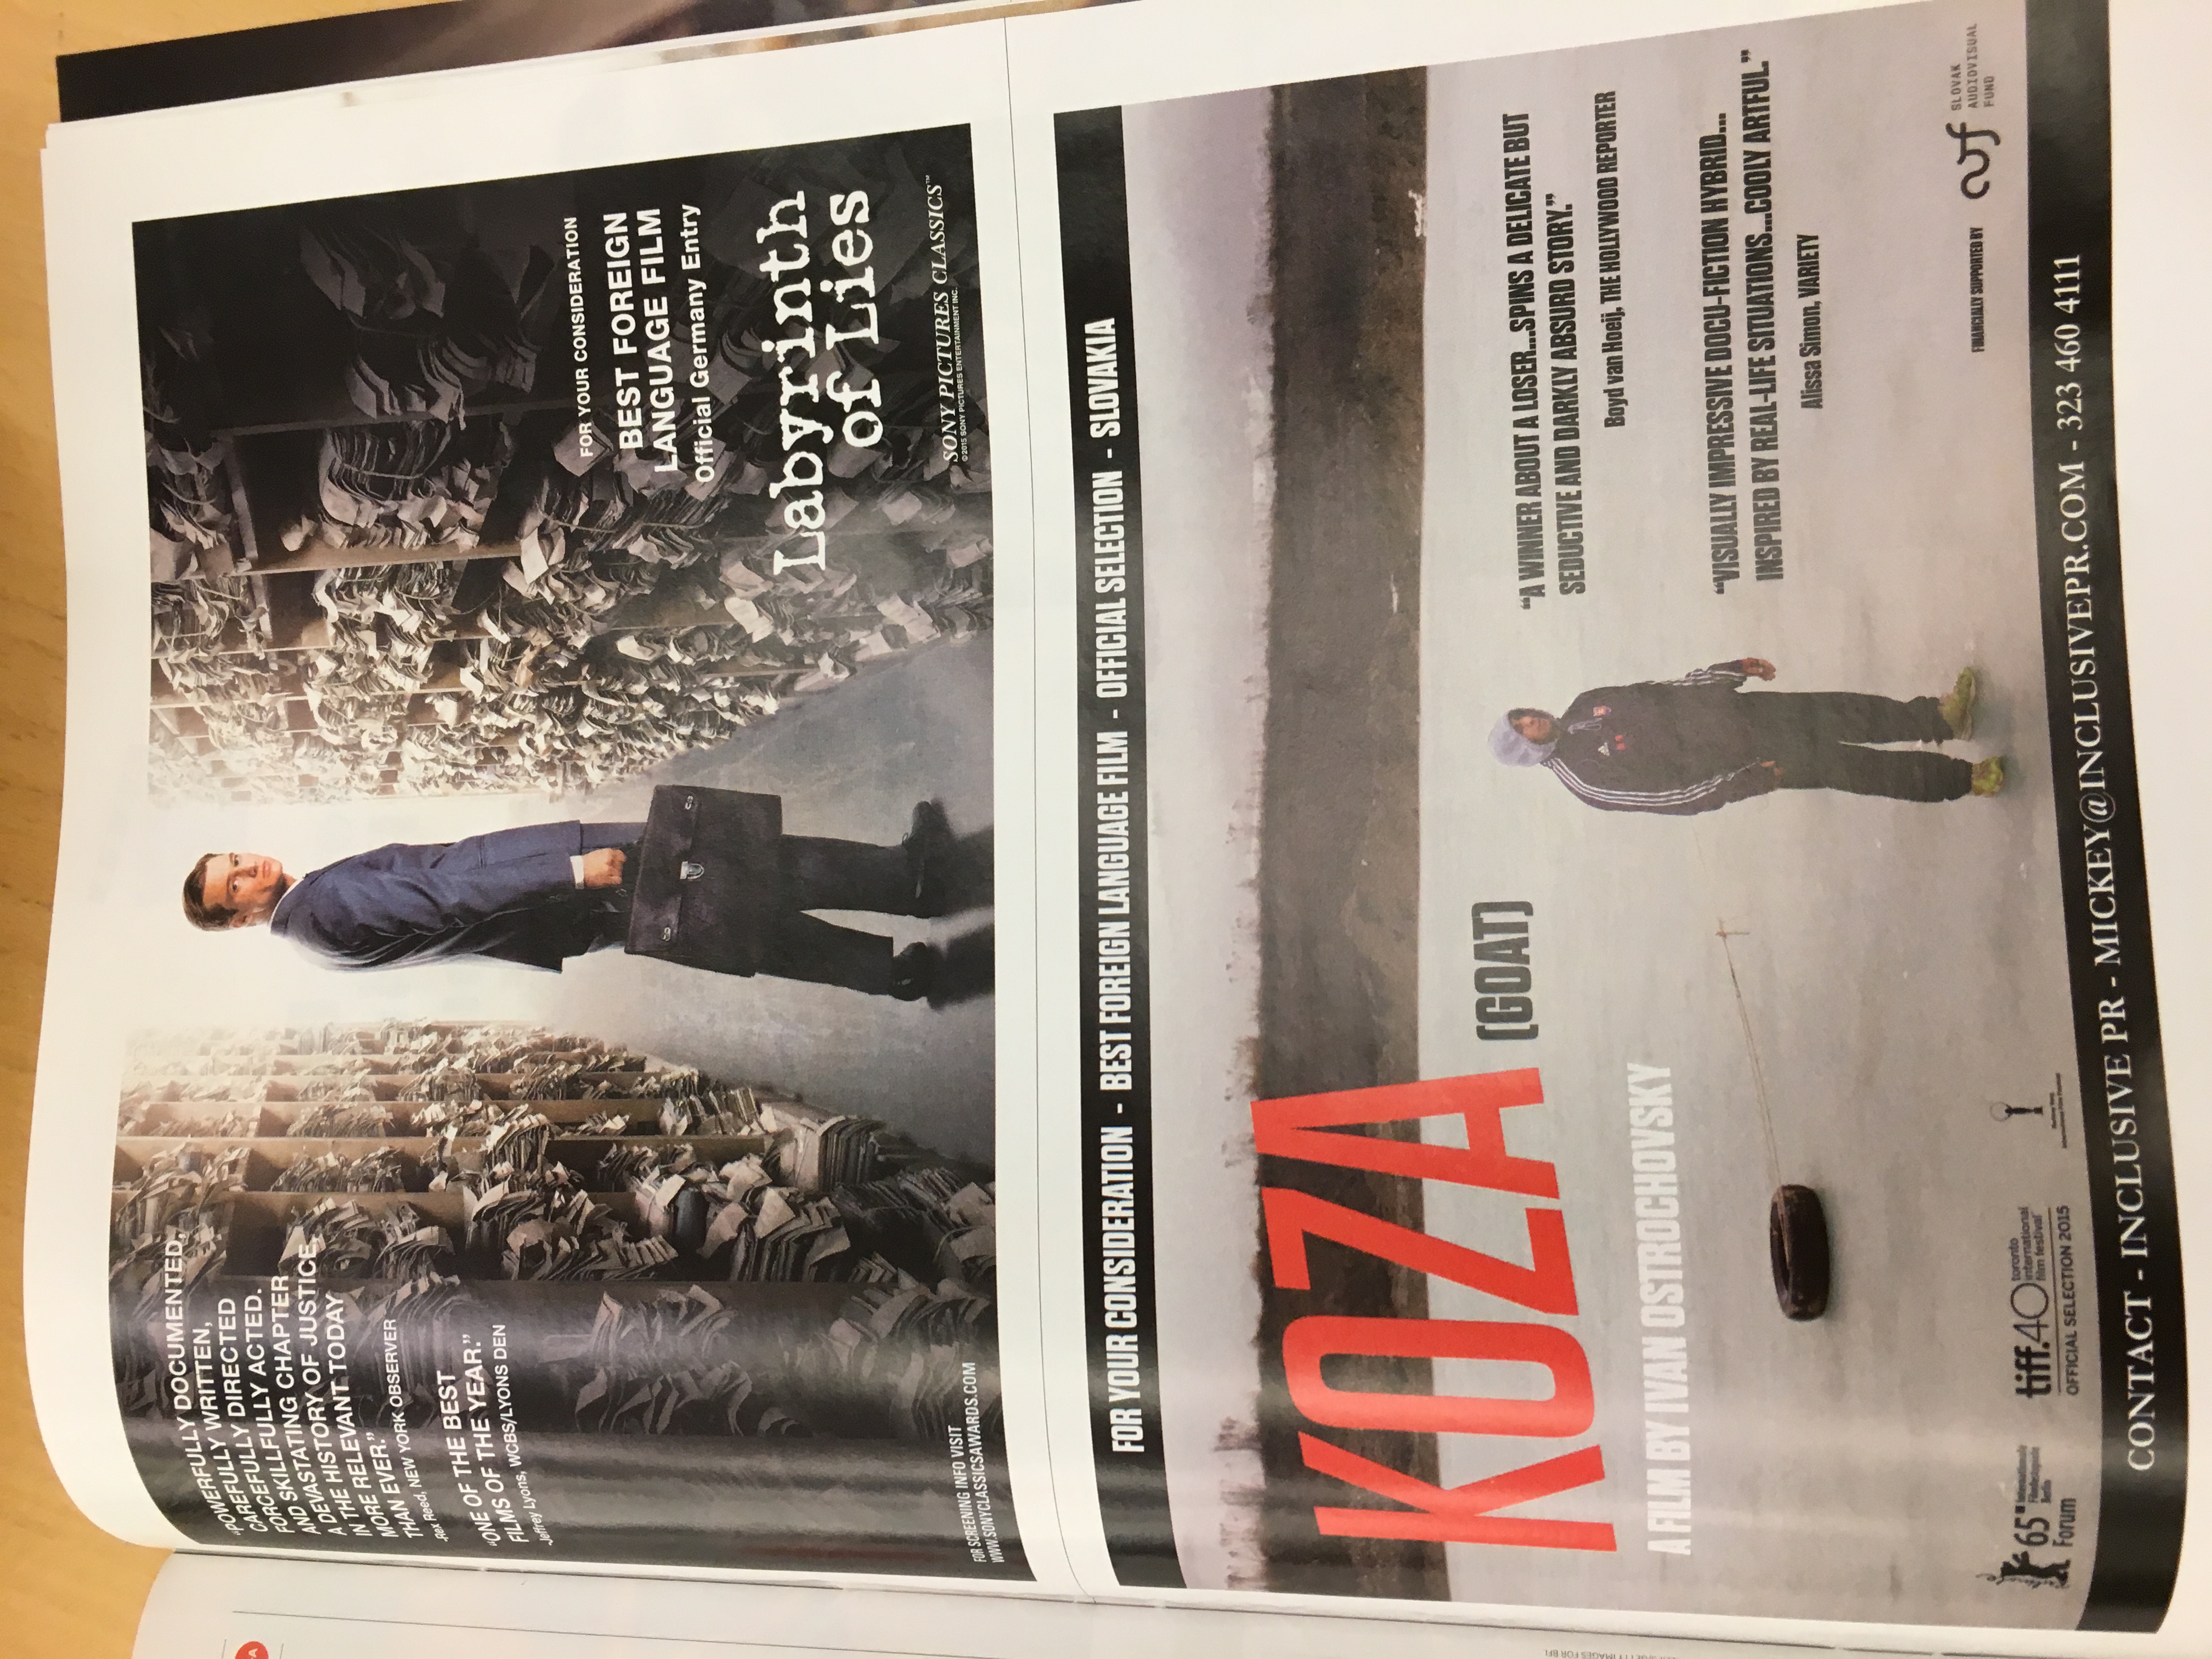 “POWERFULLY DOCUMENTED,
CAREFULLY WRITTEN,
FORCEFULLY DIRECTED
AND SKILLFULLY ACTED.
A DEVASTATING CHAPTER
IN THE HISTORY OF JUSTICE,
MORE RELEVANT TODAY
THAN EVER.”
-Rex Reed, NEW YORK OBSERVER
“ONE OF THE BEST
FILMS OF THE YEAR.”
-Jeffrey Lyons, WCBS/LYONS DEN
FOR YOUR CONSIDERATION
BEST FOREIGN
LANGUAGE FILM
Official Germany Entry
Labyrinth
of Lies
SONY PICTURES CLASSICS™
©2015 SONY PICTURES ENTERTAINMENT INC.
FOR SCREENING INFO VISIT
WWW.SONYCLASSICSAWARDS.COM
FOR YOUR CONSIDERATION - BEST FOREIGN LANGUAGE FILM - OFFICIAL SELECTION - SLOVAKIA
KOZA
(GOAT)
A FILM BY IVAN OSTROCHOVSKY
“A WINNER ABOUT A LOSER...SPINS A DELICATE BUT
SEDUCTIVE AND DARKLY ABSURD STORY.”
Boyd van Hoeij, THE HOLLYWOOD REPORTER
“VISUALLY IMPRESSIVE DOCU-FICTION HYBRID...
INSPIRED BY REAL-LIFE SITUATIONS...COOLY ARTFUL.”
Alissa Simon, VARIETY
adidas
Berlinale
65
Internationale
Filmfestspiele
Berlin
Forum
tiff.40
toronto
international
film festival
OFFICIAL SELECTION 2015
International Film Festival
FINANCIALLY SUPPORTED BY
avf
SLOVAK
AUDIOVISUAL
FUND
CONTACT - INCLUSIVE PR - MICKEY@INCLUSIVEPR.COM - 323 460 4111